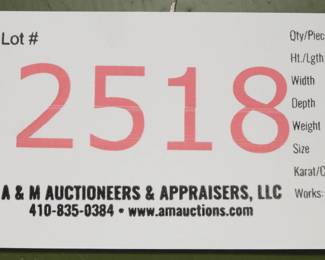 Lot #
2518
A & M AUCTIONEERS & APPRAISERS, LLC
410-835-0384 • www.amauctions.com
Qty/Piec
Ht./Lgth
Width
Depth
Weight
Size
Karat/C
Works: